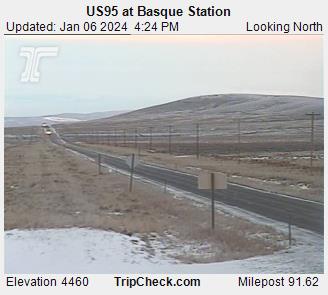 US95 at Basque Station
Updated: Jan 06 2024 4:24 PM Looking North
Elevation 4460 TripCheck.com Milepost 91.62